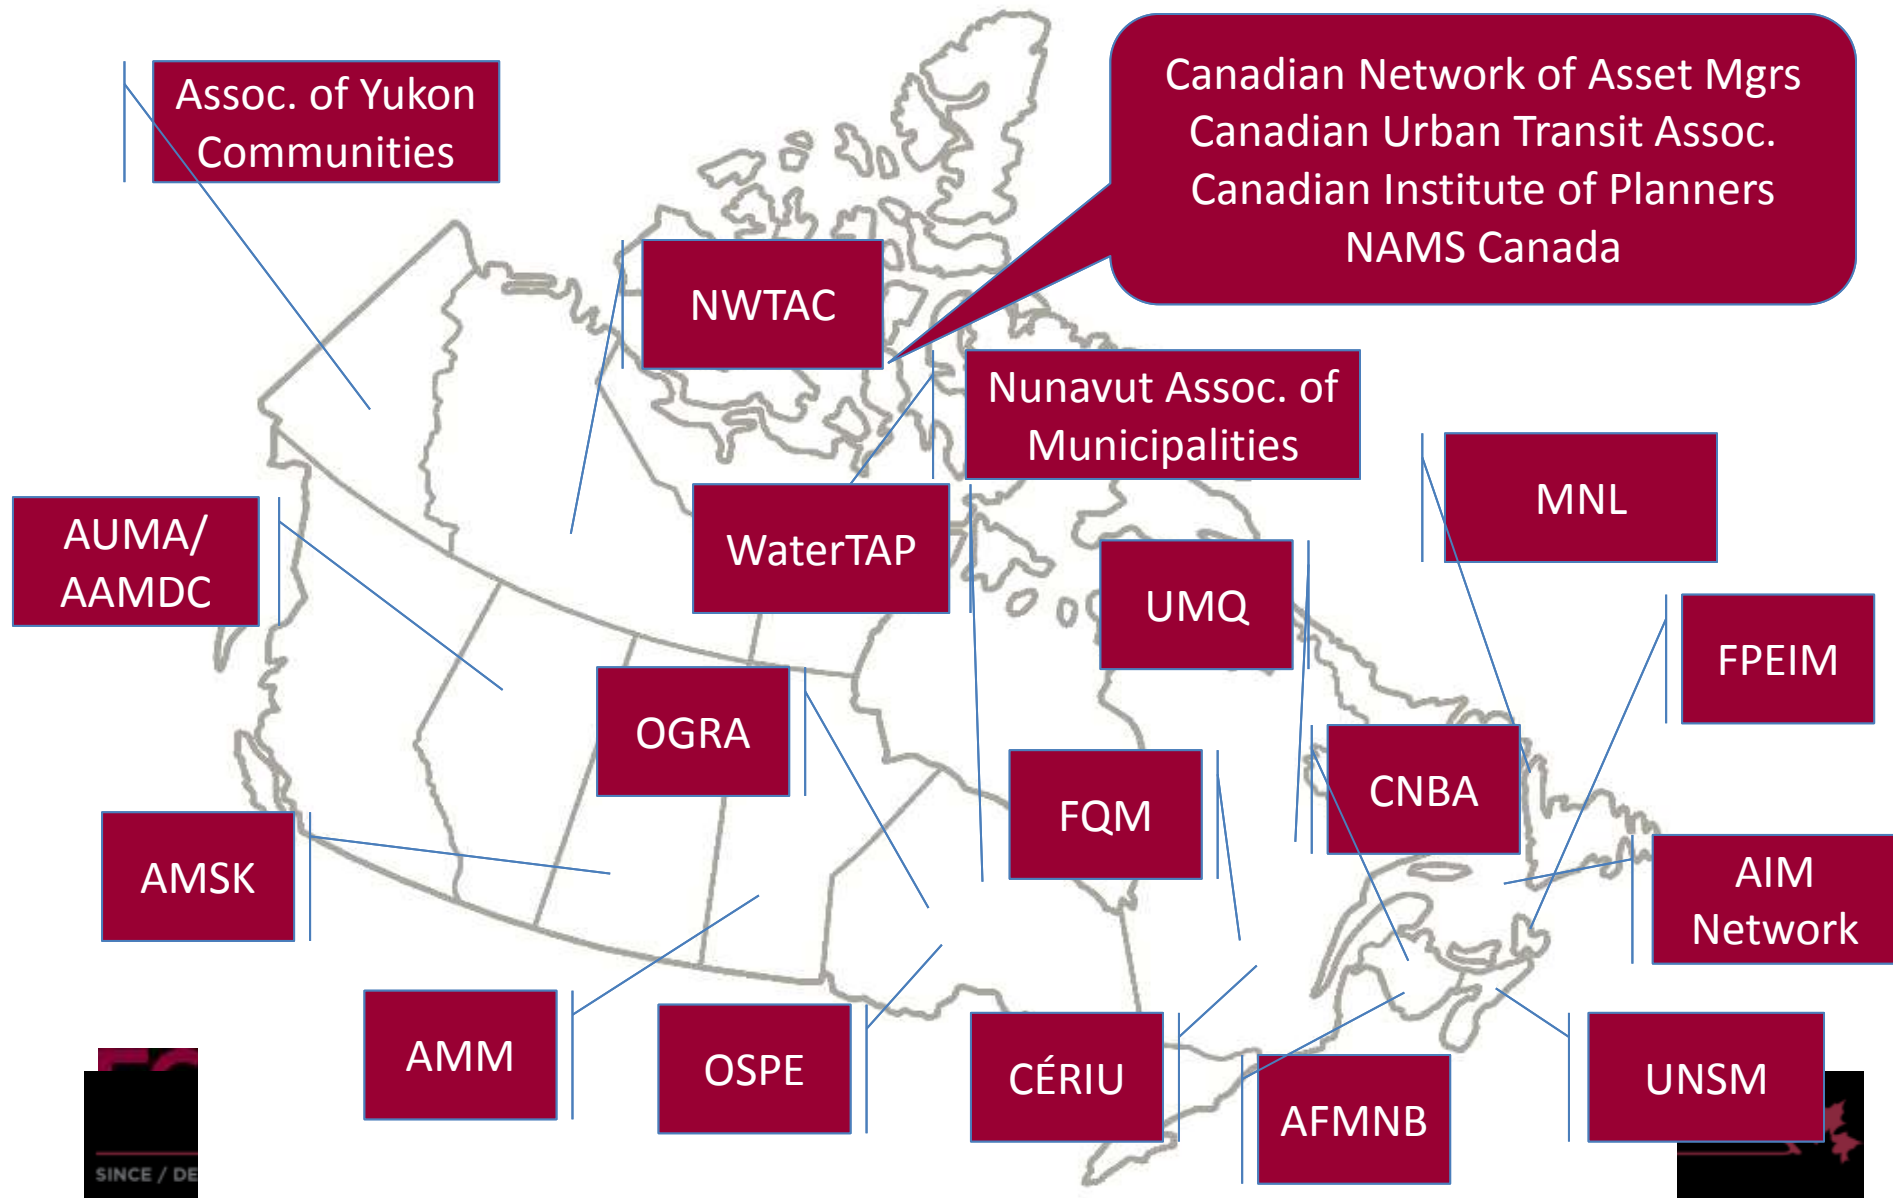 Assoc. of Yukon
Communities
Canadian Network of Asset Mgrs
Canadian Urban Transit Assoc.
Canadian Institute of Planners
NAMS Canada
NWTAC
Nunavut Assoc. of
Municipalities
MNL
AUMA/
AAMDC
WaterTAP
UMQ
FPEIM
OGRA
FQM
CNBA
AMSK
AIM
Network
AMM
OSPE
CÉRIU
AFMNB
UNSM
SINCE / DE